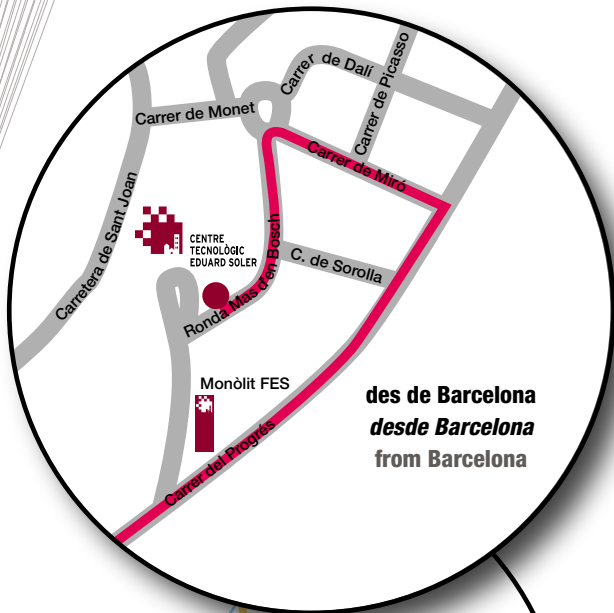 Carrer de Dalí
Carrer de Picasso
Carrer de Monet
Carrer de Miró
Carretera de Sant Joan
CENTRE
TECNOLÒGIC
EDUARD SOLER
C. de Sorolla
Ronda Mas d'en Bosch
Monòlit FES
Carrer del Progrés
des de Barcelona
desde Barcelona
from Barcelona